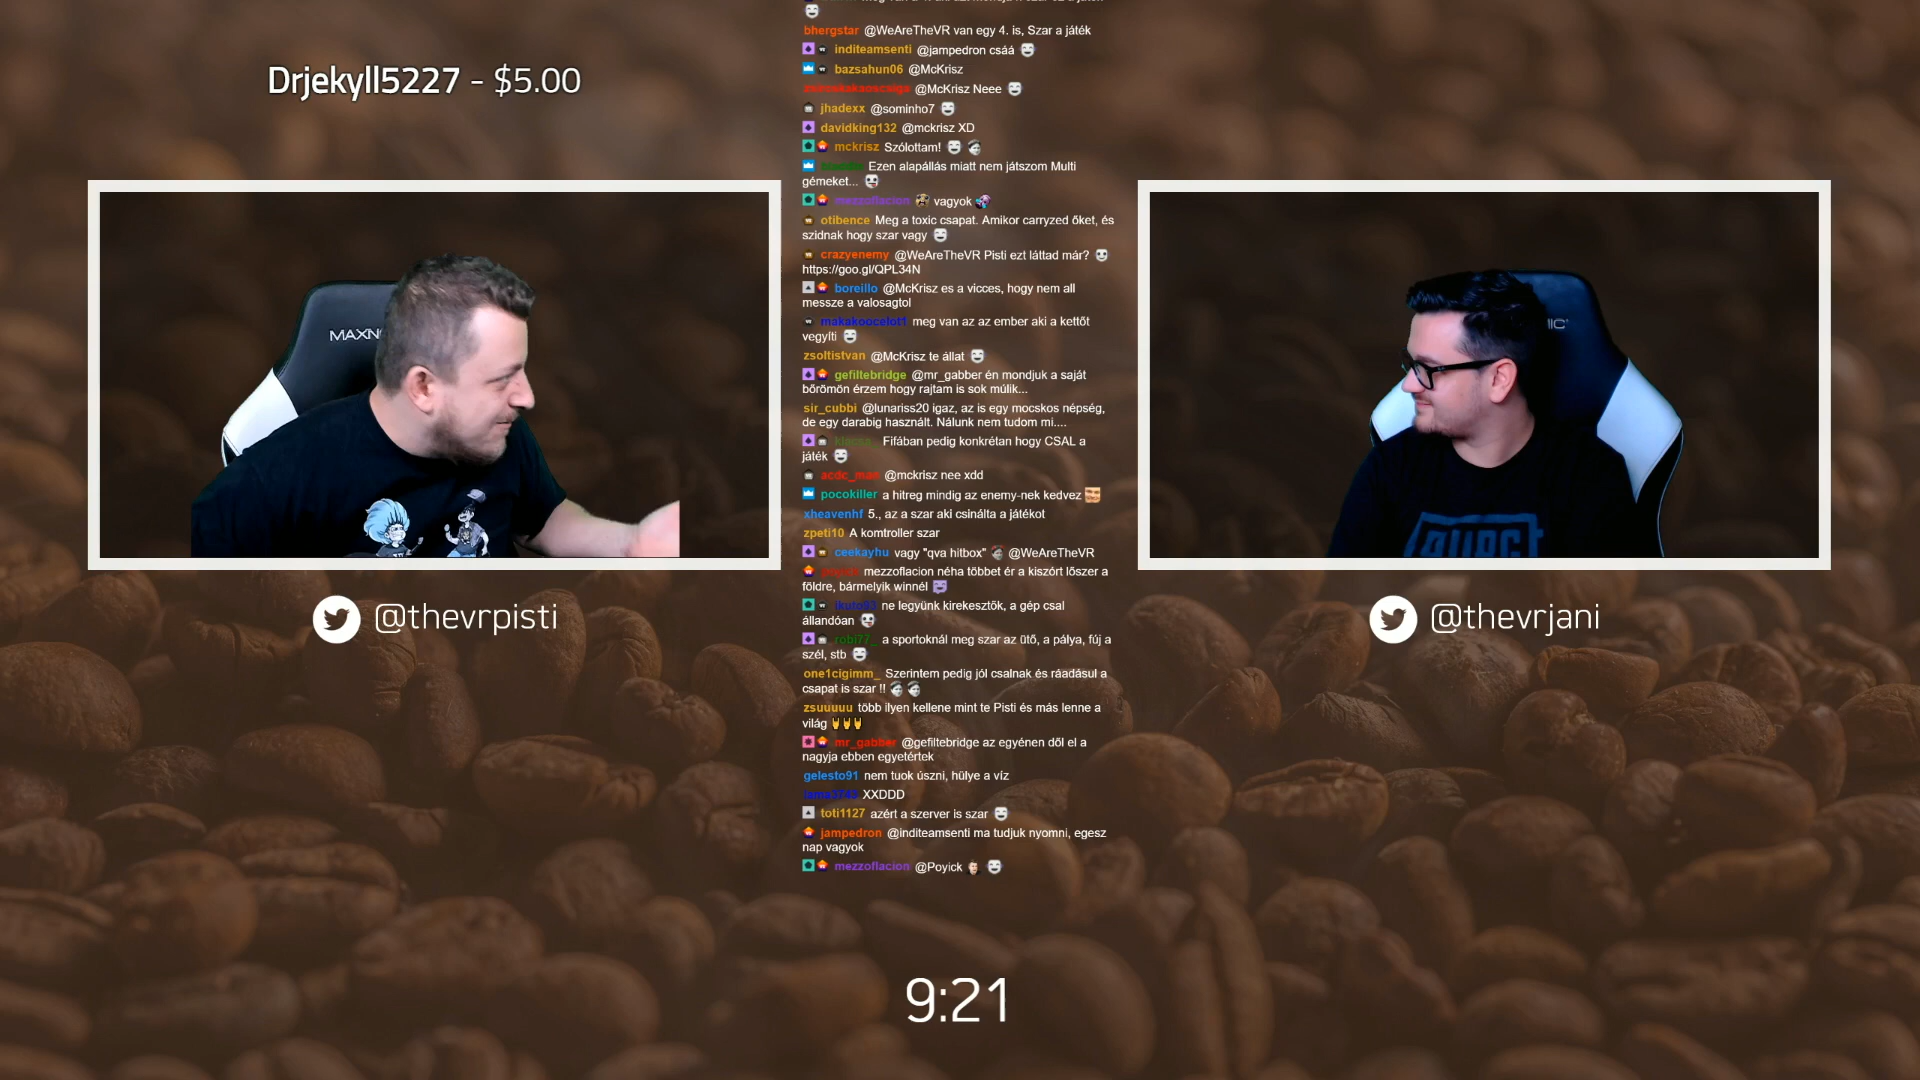 Drjekyll5227 - $5.00
bhergstar @WeAreTheVR van egy 4. is, Szar a játék
inditeamsenti @jampedron csáá
bazsahun06 @McKrisz
@McKrisz Neee
jhadexx @sominho7
davidking132 @mckrisz XD
mckrisz Szólottam!
Ezen alapállás miatt nem játszom Multi
gémeket...
mezzoflacion vagyok
otibence Meg a toxic csapat. Amikor carryzed őket, és
szidnak hogy szar vagy
crazyenemy @WeAreTheVR Pisti ezt láttad már?
https://goo.gl/QPL34N
boreillo @McKrisz es a vicces, hogy nem all
messze a valosagtol
makakoocelot1 meg van az az ember aki a kettőt
vegyíti
zsoltistvan @McKrisz te állat
gefiltebridge @mr_gabber én mondjuk a saját
bőrömön érzem hogy rajtam is sok múlik...
sir_cubbi @lunariss20 igaz, az is egy mocskos népség,
de egy darabig használt. Nálunk nem tudom mi....
Fifában pedig konkrétan hogy CSAL a
játék
acdc_man @mckrisz nee xdd
pocokiller a hitreg mindig az enemy-nek kedvez
xheavenhf 5., az a szar aki csinálta a játékot
zpeti10 A komtroller szar
ceekayhu vagy "qva hitbox" @WeAreTheVR
mezzoflacion néha többet ér a kiszórt lőszer a
földre, bármelyik winnél
ikuto93 ne legyünk kirekesztők, a gép csal
állandóan
robi77_ a sportoknál meg szar az ütő, a pálya, fúj a
szél, stb
one1cigimm_ Szerintem pedig jól csalnak és ráadásul a
csapat is szar !!
zsuuuuu több ilyen kellene mint te Pisti és más lenne a
világ
mr_gabber @gefiltebridge az egyénen dől el a
nagyja ebben egyetértek
gelesto91 nem tuok úszni, hülye a víz
XXDDD
toti1127 azért a szerver is szar
jampedron @inditeamsenti ma tudjuk nyomni, egesz
nap vagyok
mezzoflacion @Poyick
MAXN
IC
PUBG
@thevrpisti
@thevrjani
9:21